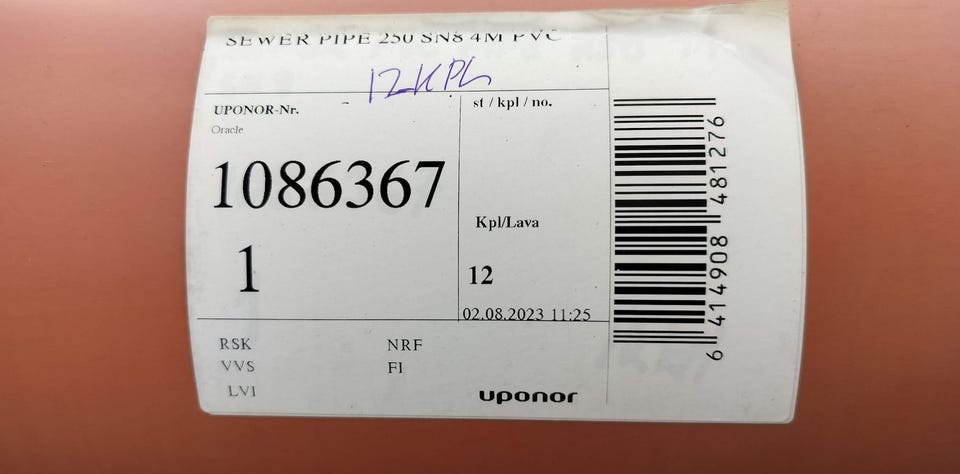 SEWER PIPE 250 SN8 4M PVC
12KPL
UPONOR-Nr.
Oracle
1086367
1
st / kpl / no.
Kpl/Lava
12
02.08.2023 11:25
RSK
VVS
LVI
NRF
FI
uponor
6 414908 481276